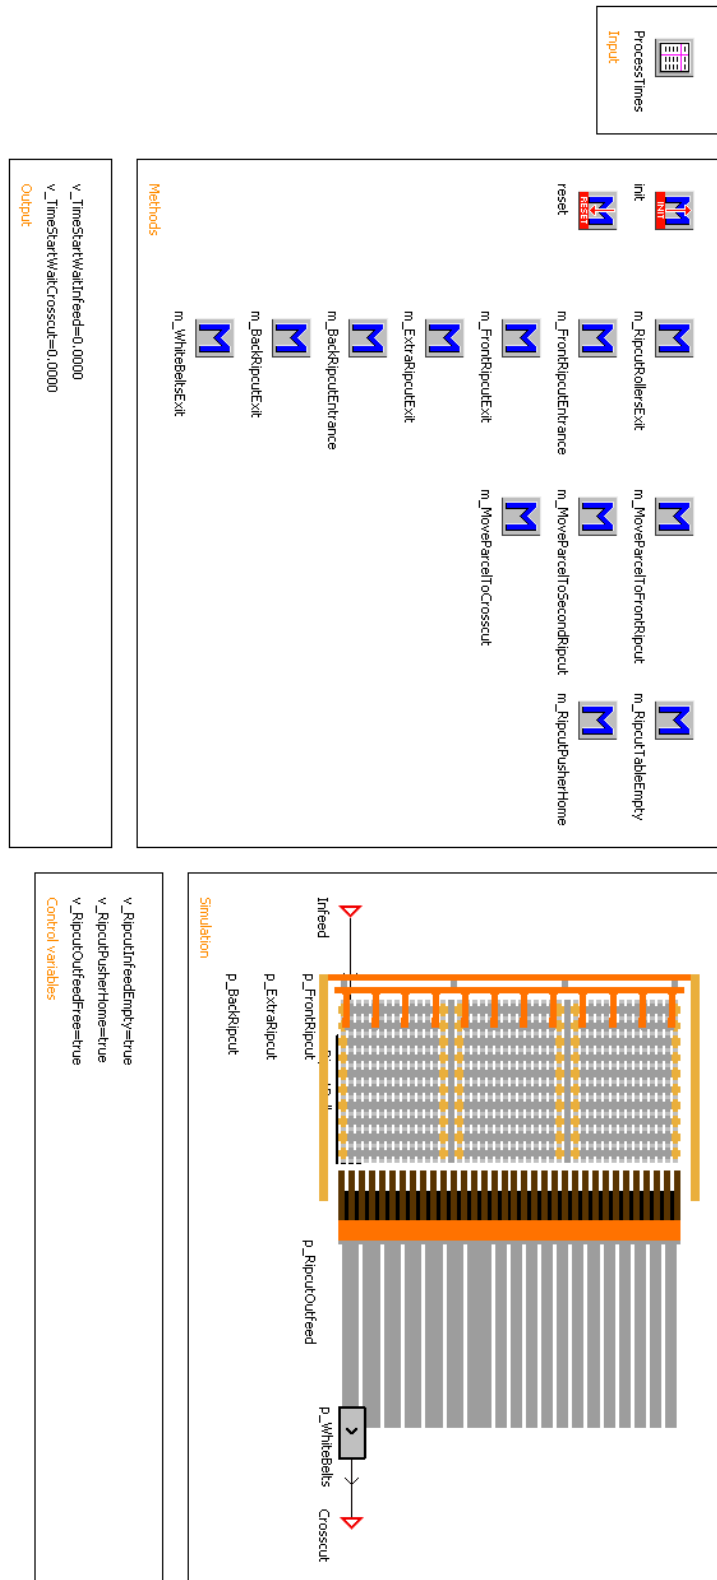 ProcessTimes
Input
init
reset
m_RipcutRollersExit
m_FrontRipcutEntrance
m_FrontRipcutExit
m_ExtraRipcutExit
m_BackRipcutEntrance
m_BackRipcutExit
m_WhiteBeltsExit
m_MoveParcelToFrontRipcut
m_MoveParcelToSecondRipcut
m_MoveParcelToCrosscut
m_RipcutTableEmpty
m_RipcutPusherHome
INIT
RESET
M
M
M
M
M
M
M
M
M
M
M
M
M
M
Methods
v_TimeStartWaitInfeed=0.0000
v_TimeStartWaitCrosscut=0.0000
Output
Infeed
p_FrontRipcut
p_ExtraRipcut
p_BackRipcut
p_RipcutOutfeed
p_WhiteBelts
Crosscut
Simulation
v_RipcutInfeedEmpty=true
v_RipcutPusherHome=true
v_RipcutOutfeedFree=true
Control variables